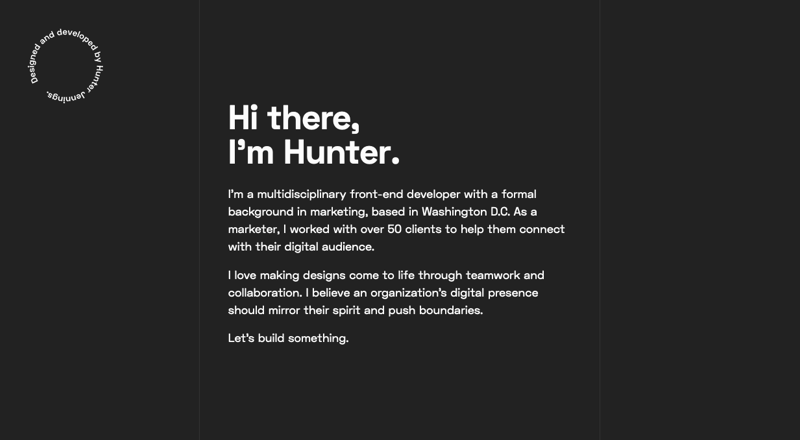 Designed and developed by Hunter Jennings.
Hi there,
I'm Hunter.
I'm a multidisciplinary front-end developer with a formal
background in marketing, based in Washington D.C. As a
marketer, I worked with over 50 clients to help them connect
with their digital audience.
I love making designs come to life through teamwork and
collaboration. I believe an organization's digital presence
should mirror their spirit and push boundaries.
Let's build something.